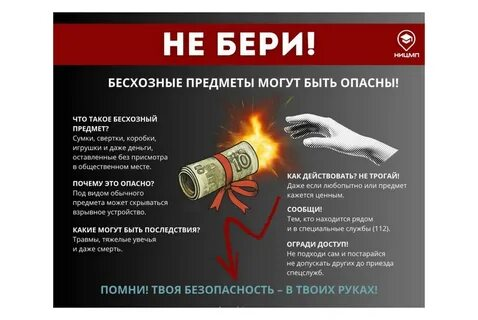 НЕ БЕРИ!
НИЦМП
БЕСХОЗНЫЕ ПРЕДМЕТЫ МОГУТ БЫТЬ ОПАСНЫ!
ЧТО ТАКОЕ БЕСХОЗНЫЙ
ПРЕДМЕТ?
Сумки, свертки, коробки,
игрушки и даже деньги,
оставленные без присмотра
в общественном месте.
ПОЧЕМУ ЭТО ОПАСНО?
Под видом обычного
предмета может скрываться
взрывное устройство.
КАКИЕ МОГУТ БЫТЬ ПОСЛЕДСТВИЯ?
Травмы, тяжелые увечья
и даже смерть.
10
КАК ДЕЙСТВОВАТЬ? НЕ ТРОГАЙ!
Даже если любопытно или предмет
кажется ценным.
СООБЩИ!
Тем, кто находится рядом
и в специальные службы (112).
ОГРАДИ ДОСТУП!
Не подходи сам и постарайся
не допускать других до приезда
спецслужб.
ПОМНИ! ТВОЯ БЕЗОПАСНОСТЬ – В ТВОИХ РУКАХ!